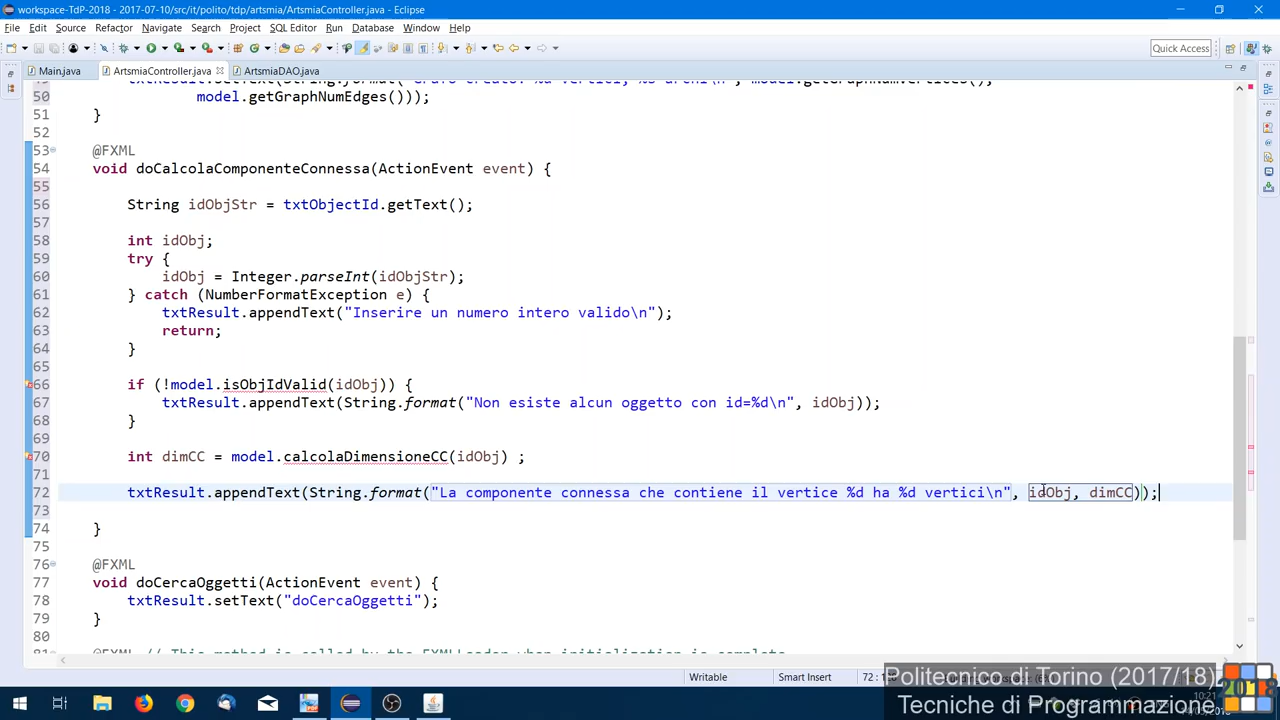 workspace-TdP-2018 - 2017-07-10/src/it/polito/tdp/artsmia/ArtsmiaController.java - Eclipse
File Edit Source Refactor Navigate Search Project SQL Editor Run Database Window Help
Quick Access
Main.java ArtsmiaController.java ArtsmiaDAO.java
50 model.getGraphNumEdges()));
51 }
52
53 @FXML
54 void doCalcolaComponenteConnessa(ActionEvent event) {
55
56 String idObjStr = txtObjectId.getText();
57
58 int idObj;
59 try {
60 idObj = Integer.parseInt(idObjStr);
61 } catch (NumberFormatException e) {
62 txtResult.appendText("Inserire un numero intero valido\n");
63 return;
64 }
65
66 if (!model.isObjIdValid(idObj)) {
67 txtResult.appendText(String.format("Non esiste alcun oggetto con id=%d\n", idObj));
68 }
69
70 int dimCC = model.calcolaDimensioneCC(idObj) ;
71
72 txtResult.appendText(String.format("La componente connessa che contiene il vertice %d ha %d vertici\n", idObj, dimCC));
73
74 }
75
76 @FXML
77 void doCercaOggetti(ActionEvent event) {
78 txtResult.setText("doCercaOggetti");
79 }
80
Writable Smart Insert
Politecnico di Torino (2017/18)
Tecniche di Programmazione
2018